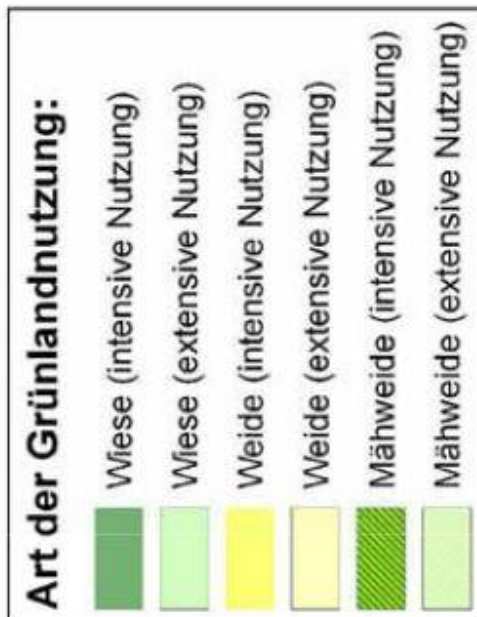 Art der Grünlandnutzung:
Wiese (intensive Nutzung)
Wiese (extensive Nutzung)
Weide (intensive Nutzung)
Weide (extensive Nutzung)
Mähweide (intensive Nutzung)
Mähweide (extensive Nutzung)